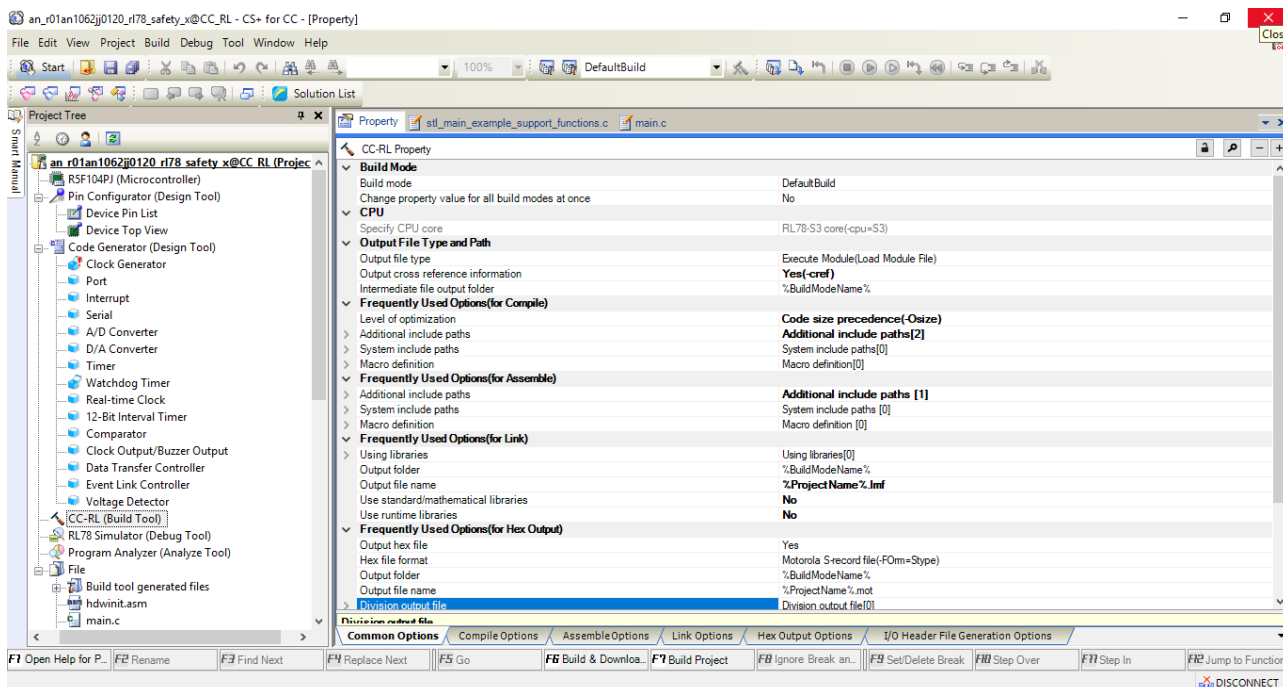 an_r01an1062jj0120_rl78_safety_x@CC_RL - CS+ for CC - [Property]
Clos
File Edit View Project Build Debug Tool Window Help
Start 100% DefaultBuild
Solution List
Smart Manual
Project Tree
an_r01an1062jj0120_rl78_safety_x@CC_RL (Projec
R5F104PJ (Microcontroller)
Pin Configurator (Design Tool)
Device Pin List
Device Top View
Code Generator (Design Tool)
Clock Generator
Port
Interrupt
Serial
A/D Converter
D/A Converter
Timer
Watchdog Timer
Real-time Clock
12-Bit Interval Timer
Comparator
Clock Output/Buzzer Output
Data Transfer Controller
Event Link Controller
Voltage Detector
CC-RL (Build Tool)
RL78 Simulator (Debug Tool)
Program Analyzer (Analyze Tool)
File
Build tool generated files
hdwinit.asm
main.c
Property stl_main_example_support_functions.c main.c
CC-RL Property
Build Mode
Build mode DefaultBuild
Change property value for all build modes at once No
CPU
Specify CPU core RL78-S3 core(-cpu=S3)
Output File Type and Path
Output file type Execute Module(Load Module File)
Output cross reference information Yes(-cref)
Intermediate file output folder %BuildModeName%
Frequently Used Options(for Compile)
Level of optimization Code size precedence(-Osize)
Additional include paths Additional include paths[2]
System include paths System include paths[0]
Macro definition Macro definition[0]
Frequently Used Options(for Assemble)
Additional include paths Additional include paths [1]
System include paths System include paths [0]
Macro definition Macro definition [0]
Frequently Used Options(for Link)
Using libraries Using libraries[0]
Output folder %BuildModeName%
Output file name %ProjectName%.lmf
Use standard/mathematical libraries No
Use runtime libraries No
Frequently Used Options(for Hex Output)
Output hex file Yes
Hex file format Motorola S-record file(-FOrm=Stype)
Output folder %BuildModeName%
Output file name %ProjectName%.mot
Division output file Division output file[0]
Division output file
Common Options Compile Options Assemble Options Link Options Hex Output Options I/O Header File Generation Options
F1 Open Help for P... F2 Rename F3 Find Next F4 Replace Next F5 Go F6 Build & Downloa... F7 Build Project F8 Ignore Break an... F9 Set/Delete Break F10 Step Over F11 Step In F12 Jump to Function
DISCONNECT